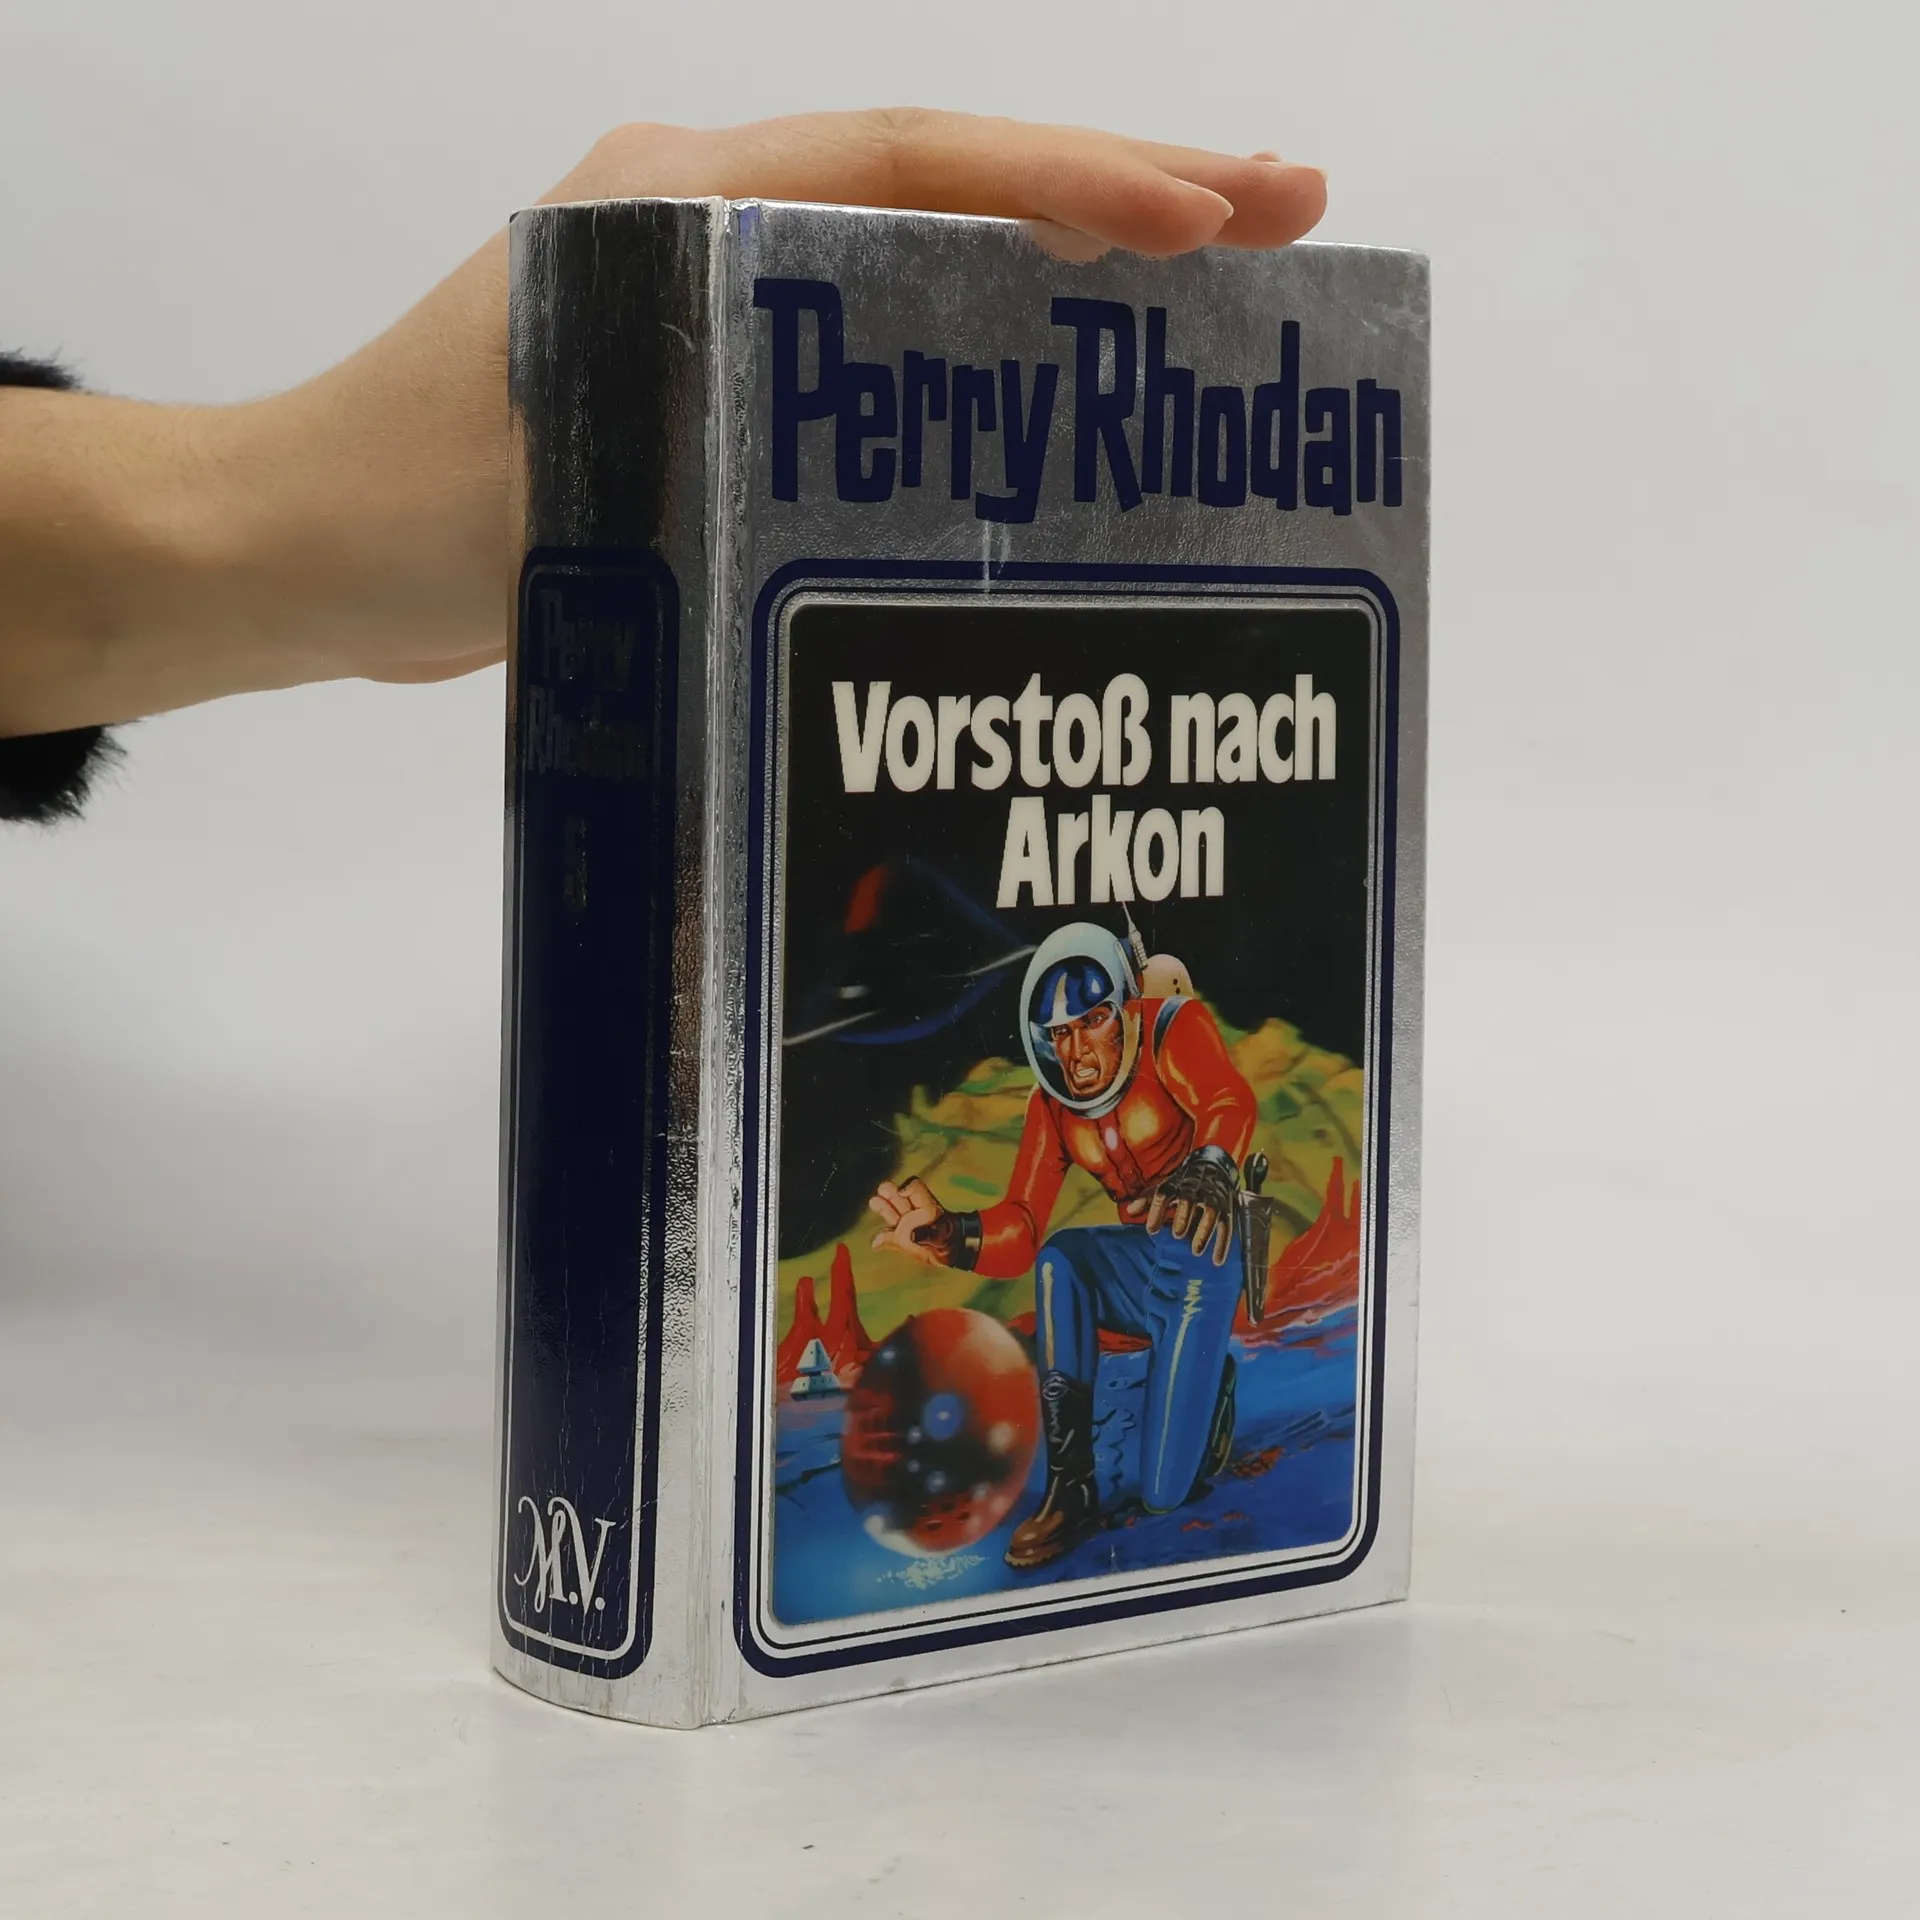 Perry Rhodan
Vorstoß nach
Arkon
Perry
Rhodan
5
M.V.